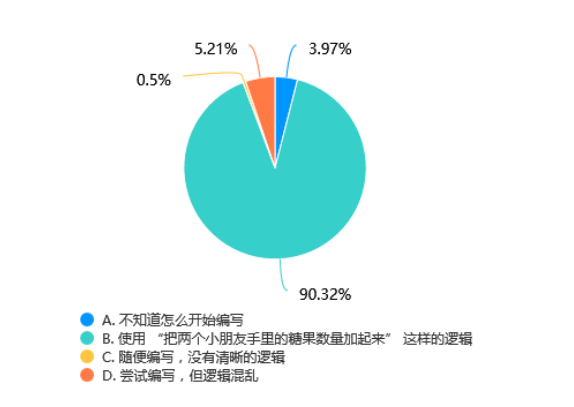 5.21%
3.97%
0.5%
90.32%
A. 不知道怎么开始编写
B. 使用 “把两个小朋友手里的糖果数量加起来” 这样的逻辑
C. 随便编写，没有清晰的逻辑
D. 尝试编写，但逻辑混乱